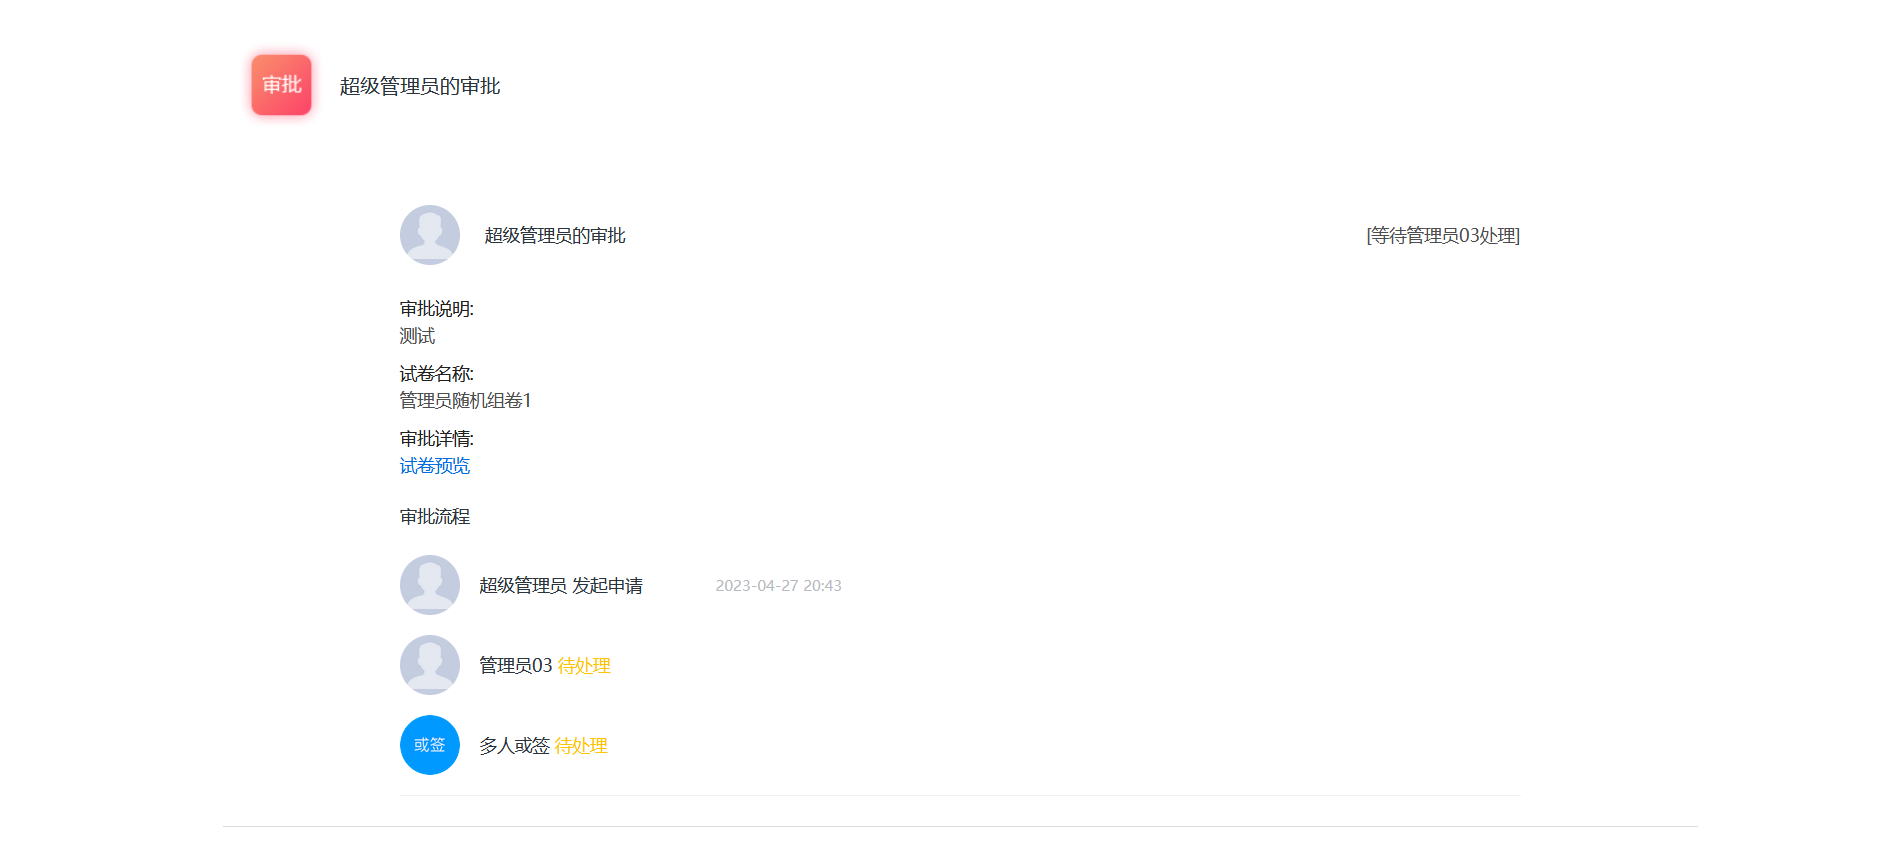 审批
超级管理员的审批
超级管理员的审批
[等待管理员03处理]
审批说明:
测试
试卷名称:
管理员随机组卷1
审批详情:
试卷预览
审批流程
超级管理员 发起申请 2023-04-27 20:43
管理员03 待处理
或签 多人或签 待处理